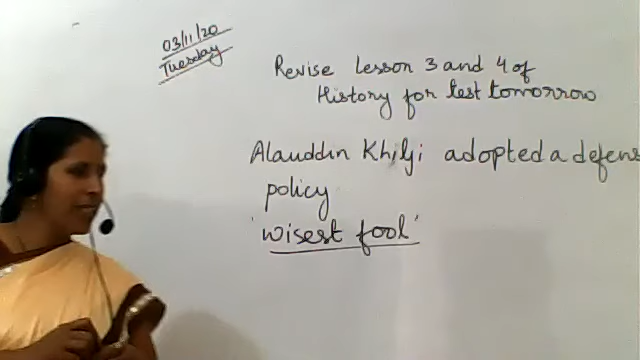 03/11/20
Tuesday
Revise Lesson 3 and 4 of
History for test tomorrow
Alauddin Khilji adopted a defens
policy
'wisest fool'